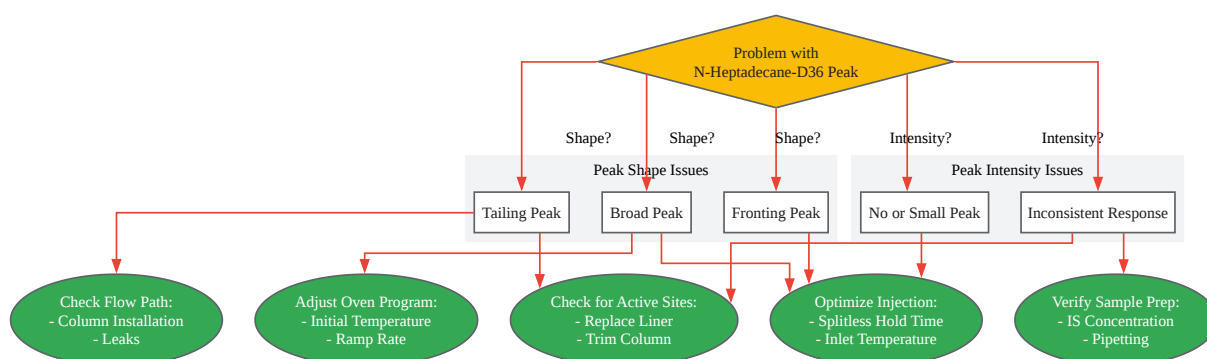 Problem with
N-Heptadecane-D36 Peak
Shape?
Shape?
Shape?
Intensity?
Intensity?
Peak Shape Issues
Peak Intensity Issues
Tailing Peak
Broad Peak
Fronting Peak
No or Small Peak
Inconsistent Response
Check Flow Path:
- Column Installation
- Leaks
Adjust Oven Program:
- Initial Temperature
- Ramp Rate
Check for Active Sites:
- Replace Liner
- Trim Column
Optimize Injection:
- Splitless Hold Time
- Inlet Temperature
Verify Sample Prep:
- IS Concentration
- Pipetting